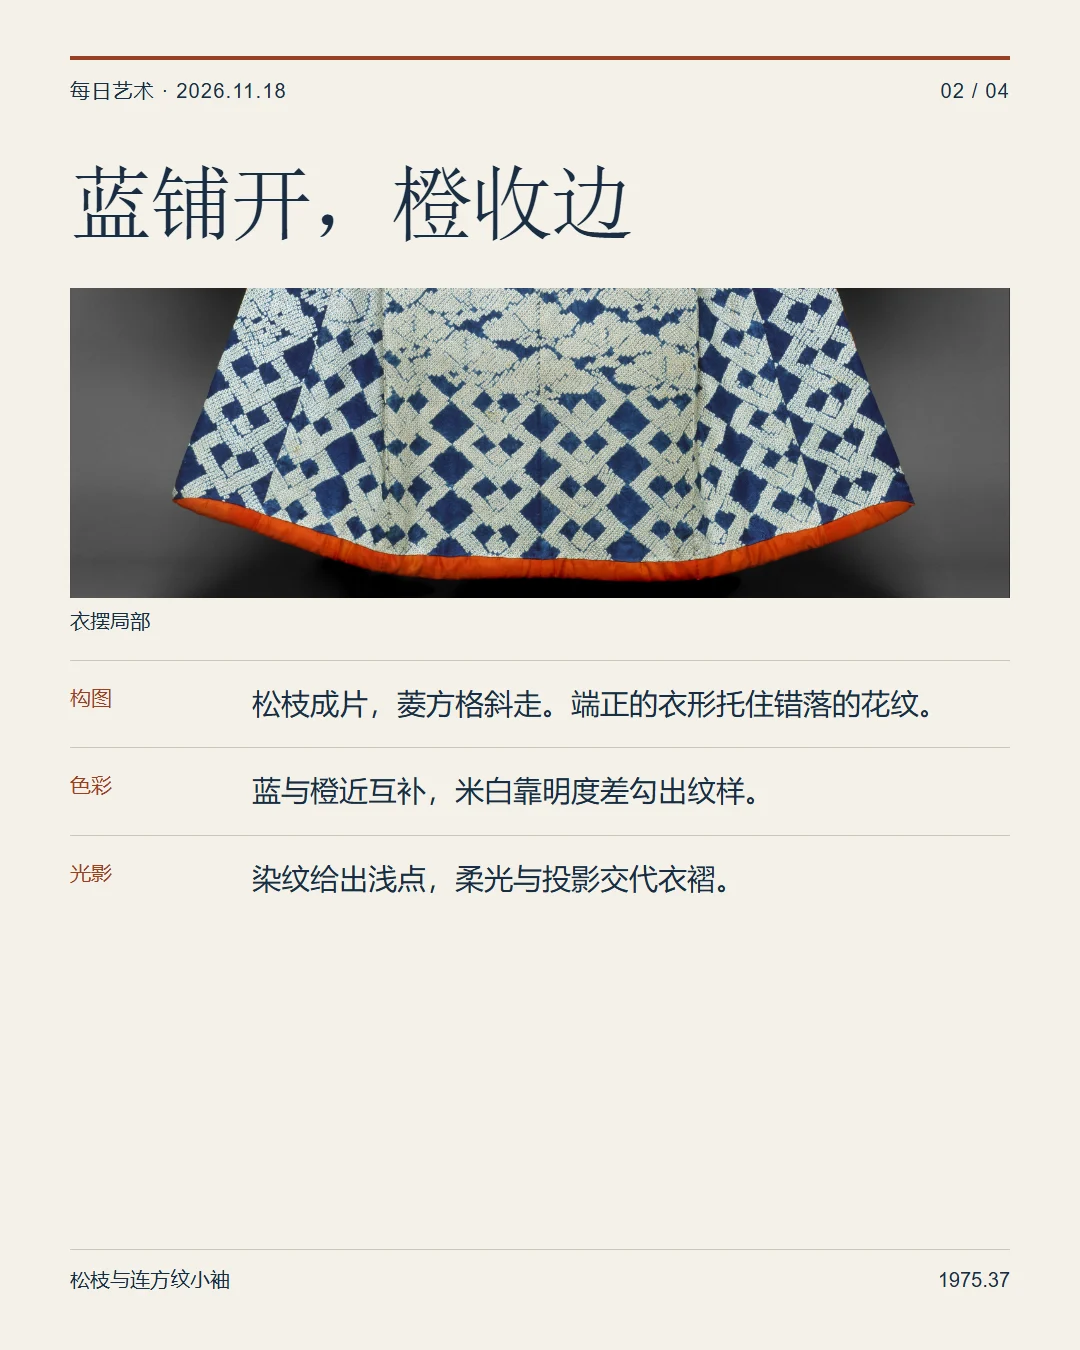 每日艺术 · 2026.11.18
02 / 04
蓝铺开，橙收边
衣摆局部
构图
松枝成片，菱方格斜走。端正的衣形托住错落的花纹。
色彩
蓝与橙近互补，米白靠明度差勾出纹样。
光影
染纹给出浅点，柔光与投影交代衣褶。
松枝与连方纹小袖
1975.37